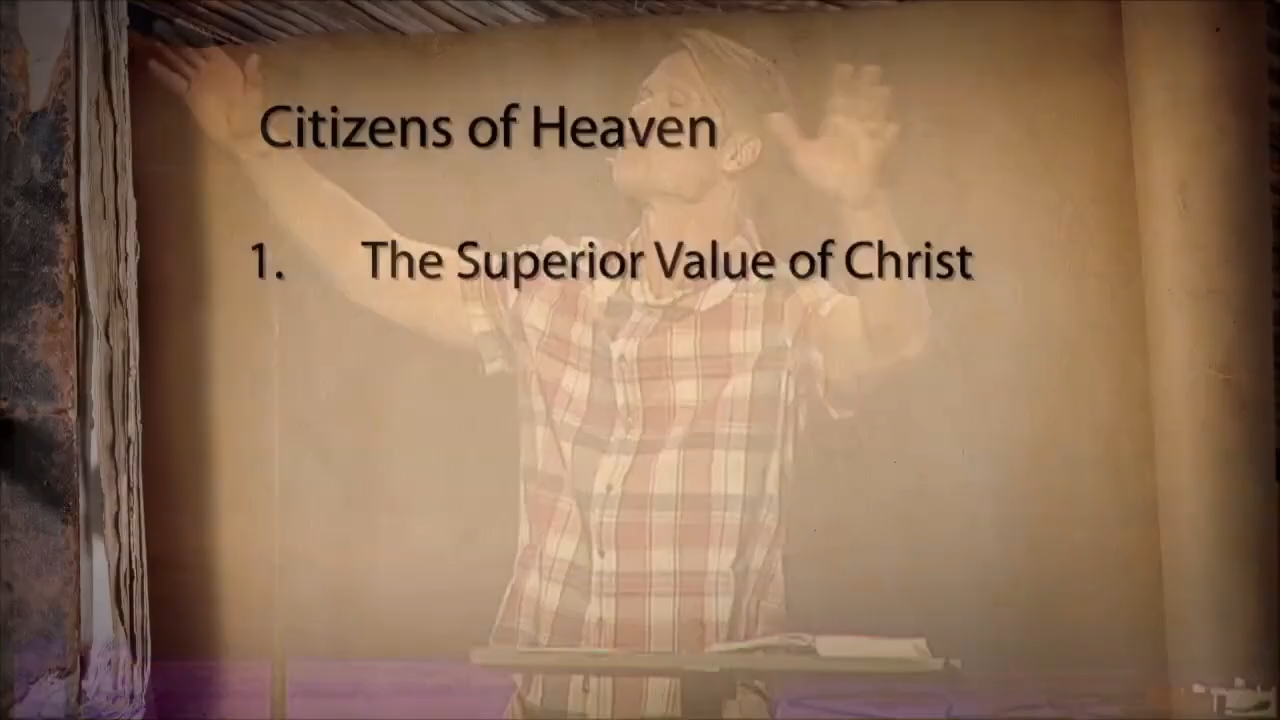 Citizens of Heaven
1. The Superior Value of Christ